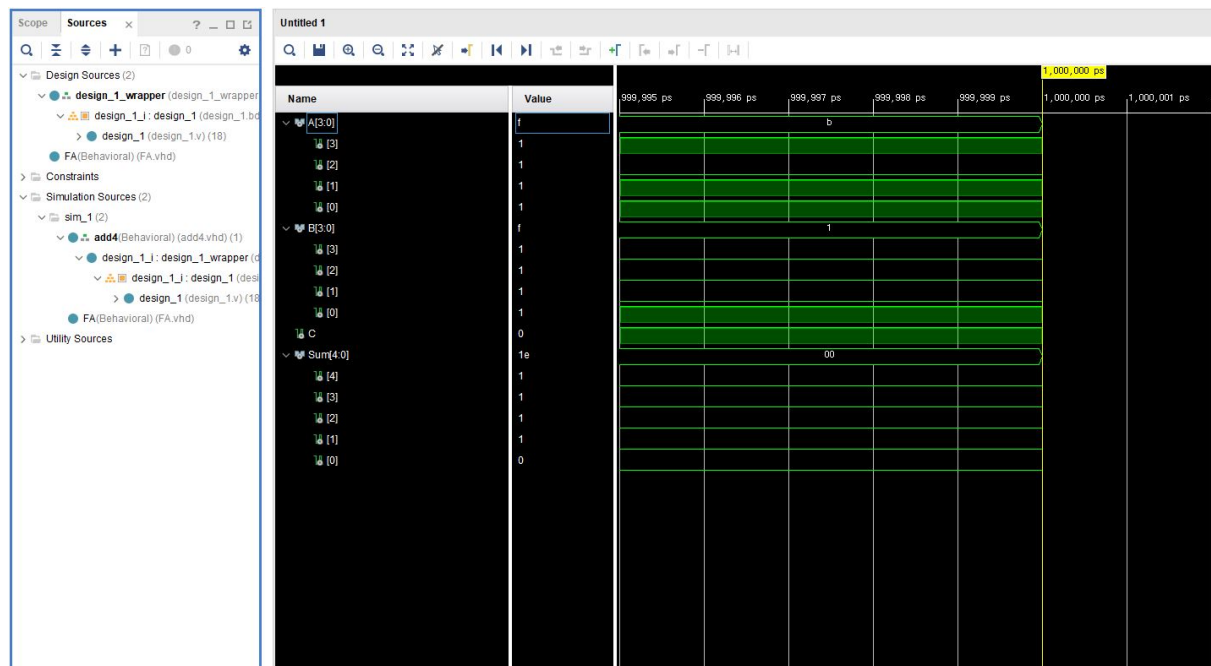 Scope Sources × ? _
0
Design Sources (2)
design_1_wrapper (design_1_wrapper
design_1_i : design_1 (design_1.bd
design_1 (design_1.v) (18)
FA(Behavioral) (FA.vhd)
Constraints
Simulation Sources (2)
sim_1 (2)
add4(Behavioral) (add4.vhd) (1)
design_1_i : design_1_wrapper (d
design_1_i : design_1 (desi
design_1 (design_1.v) (18
FA(Behavioral) (FA.vhd)
Utility Sources
Untitled 1
1,000,000 ps
Name Value 999,995 ps 999,996 ps 999,997 ps 999,998 ps 999,999 ps 1,000,000 ps 1,000,001 ps
A[3:0] f b
[3] 1
[2] 1
[1] 1
[0] 1
B[3:0] f 1
[3] 1
[2] 1
[1] 1
[0] 1
C 0
Sum[4:0] 1e 00
[4] 1
[3] 1
[2] 1
[1] 1
[0] 0